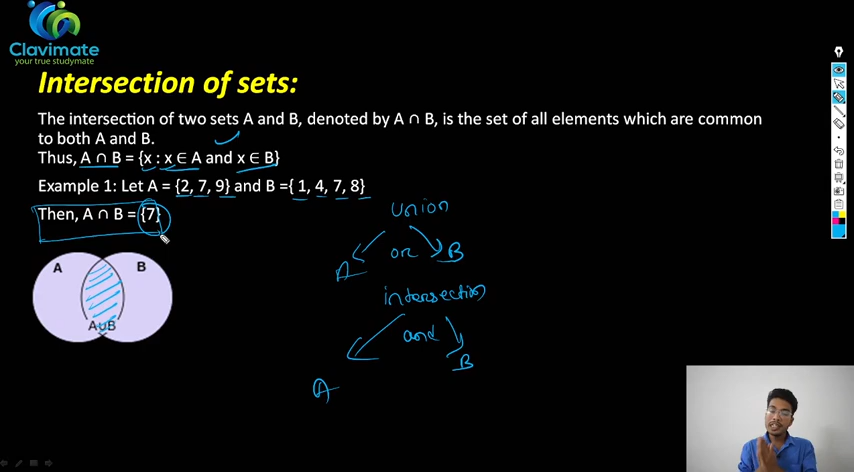 Clavimate
your true studymate
Intersection of sets:
The intersection of two sets A and B, denoted by A ∩ B, is the set of all elements which are common
to both A and B.
Thus, A ∩ B = {x : x ∈ A and x ∈ B}
Example 1: Let A = {2, 7, 9} and B ={ 1, 4, 7, 8}
Then, A ∩ B = {7}
union
or
A B
intersection
and
A B
A B
A∪B